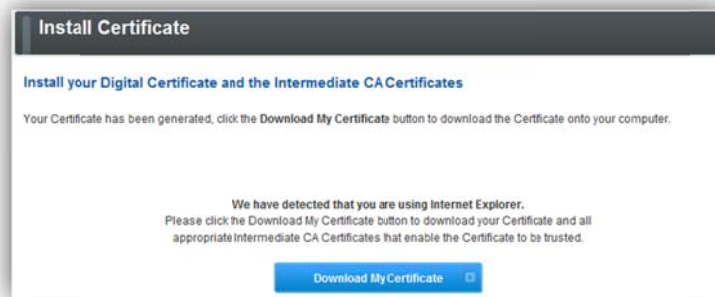 Install Certificate
Install your Digital Certificate and the Intermediate CA Certificates
Your Certificate has been generated, click the Download My Certificate button to download the Certificate onto your computer.
We have detected that you are using Internet Explorer.
Please click the Download My Certificate button to download your Certificate and all
appropriate Intermediate CA Certificates that enable the Certificate to be trusted.
Download My Certificate